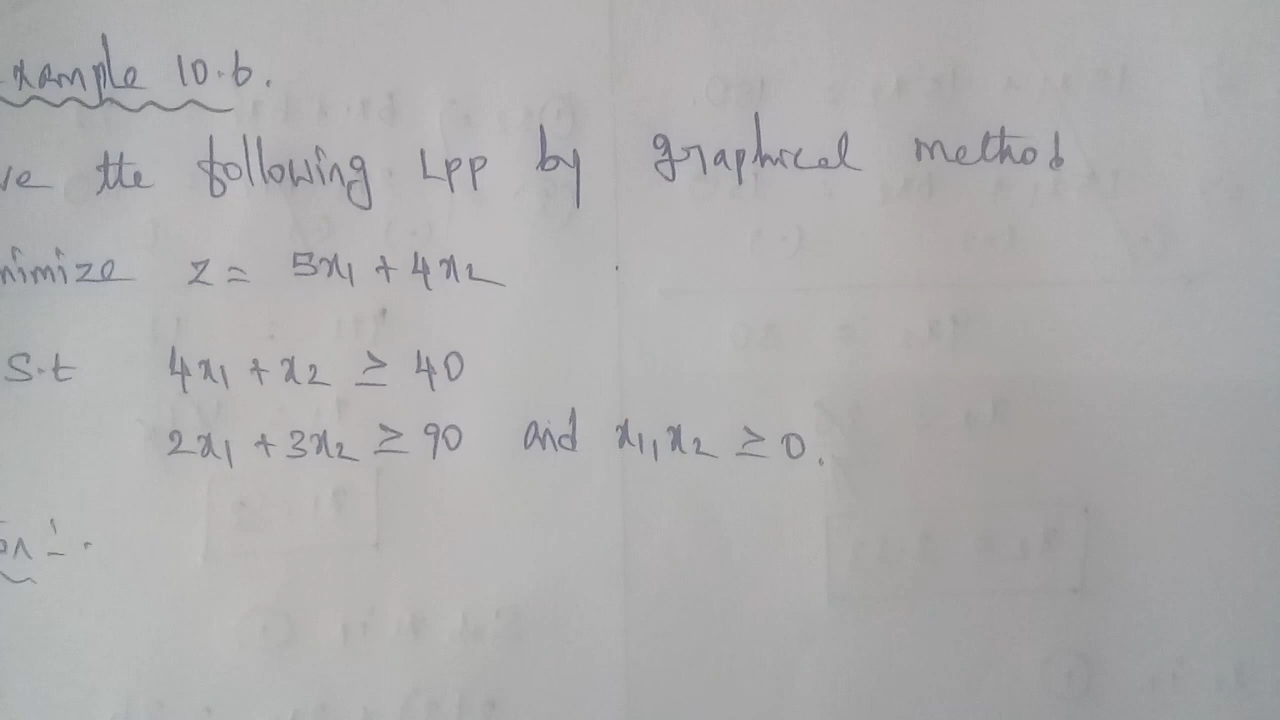 xample 10.6.
ve the following LPP by graphical method
nimize z = 5x₁ + 4x₂
S.t 4x₁ + x₂ ≥ 40
2x₁ + 3x₂ ≥ 90 and x₁, x₂ ≥ 0.
on :-